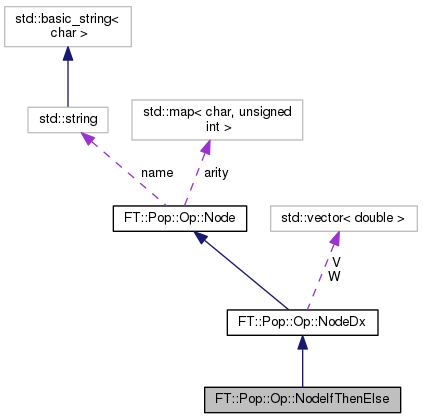 std::basic_string<
char >
std::string
std::map< char, unsigned
int >
name
arity
FT::Pop::Op::Node
std::vector< double >
V
W
FT::Pop::Op::NodeDx
FT::Pop::Op::NodeIfThenElse